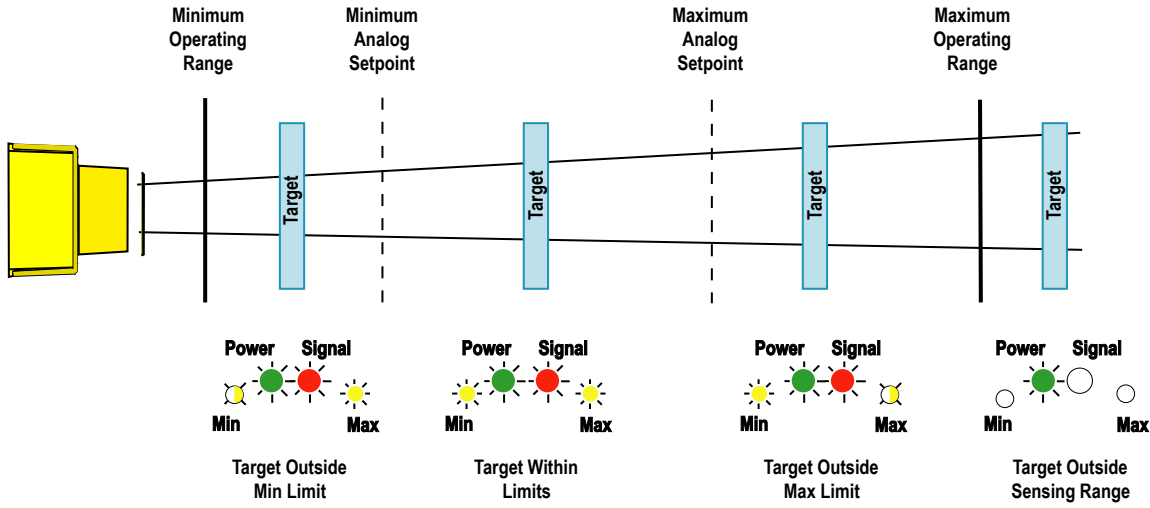 Minimum
Operating
Range
Minimum
Analog
Setpoint
Maximum
Analog
Setpoint
Maximum
Operating
Range
Target
Target
Target
Target
Power Signal
Min Max
Target Outside
Min Limit
Power Signal
Min Max
Target Within
Limits
Power Signal
Min Max
Target Outside
Max Limit
Power Signal
Min Max
Target Outside
Sensing Range